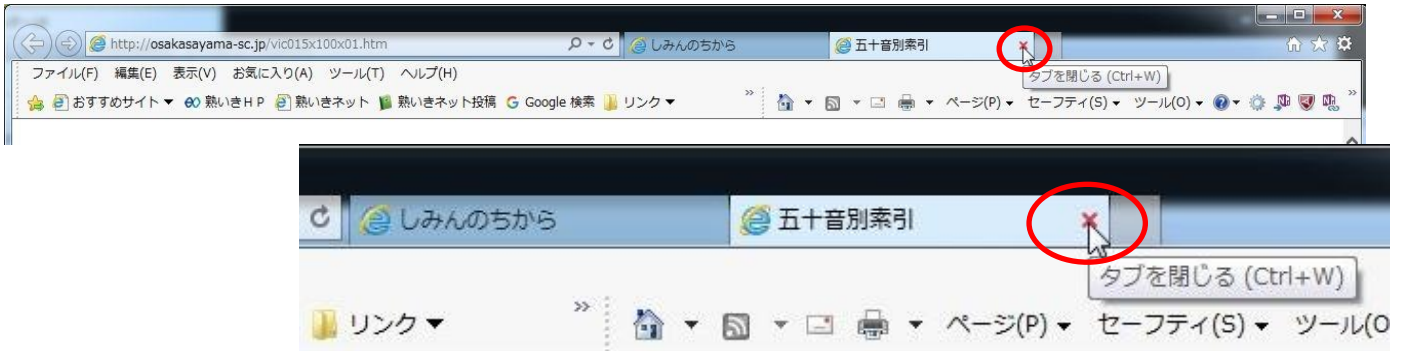 http://osakasayama-sc.jp/vic015x100x01.htm しみんのちから 五十音別索引
タブを閉じる (Ctrl+W)
ファイル(F) 編集(E) 表示(V) お気に入り(A) ツール(T) ヘルプ(H)
おすすめサイト▼ 熟いきHP 熟いきネット 熟いきネット投稿 Google 検索 リンク▼ » ページ(P)▼ セーフティ(S)▼ ツール(O)▼ »
しみんのちから 五十音別索引
タブを閉じる (Ctrl+W)
リンク▼ » ページ(P)▼ セーフティ(S)▼ ツール(O